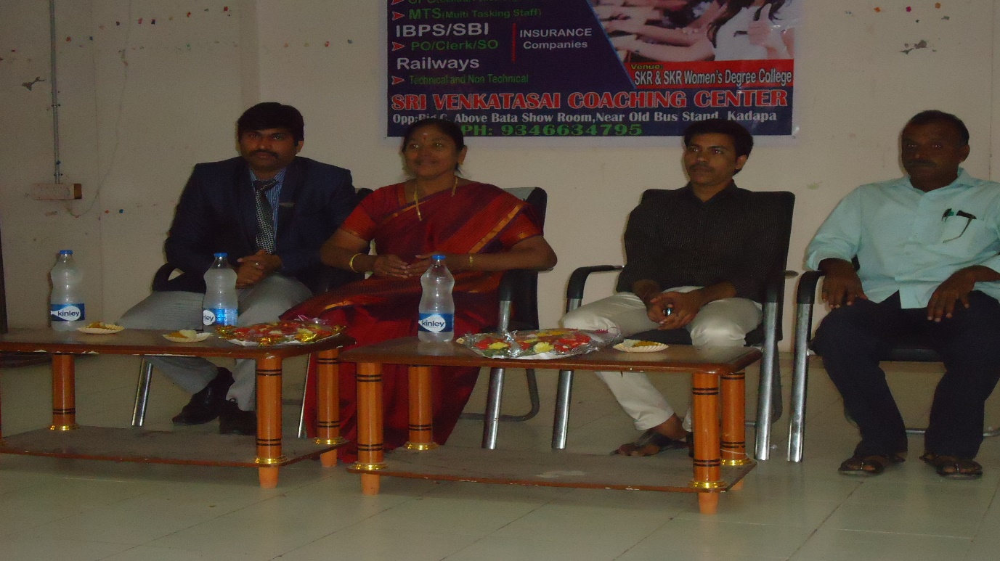 MTS(Multi Tasking Staff)
IBPS/SBI
PO/Clerk/SO
INSURANCE
Companies
Railways
Technical and Non Technical
Venue:
SKR & SKR Women's Degree College
SRI VENKATASAI COACHING CENTER
Opp:Big C, Above Bata Show Room,Near Old Bus Stand, Kadapa
PH: 9346634795
kinley
kinley
kinley